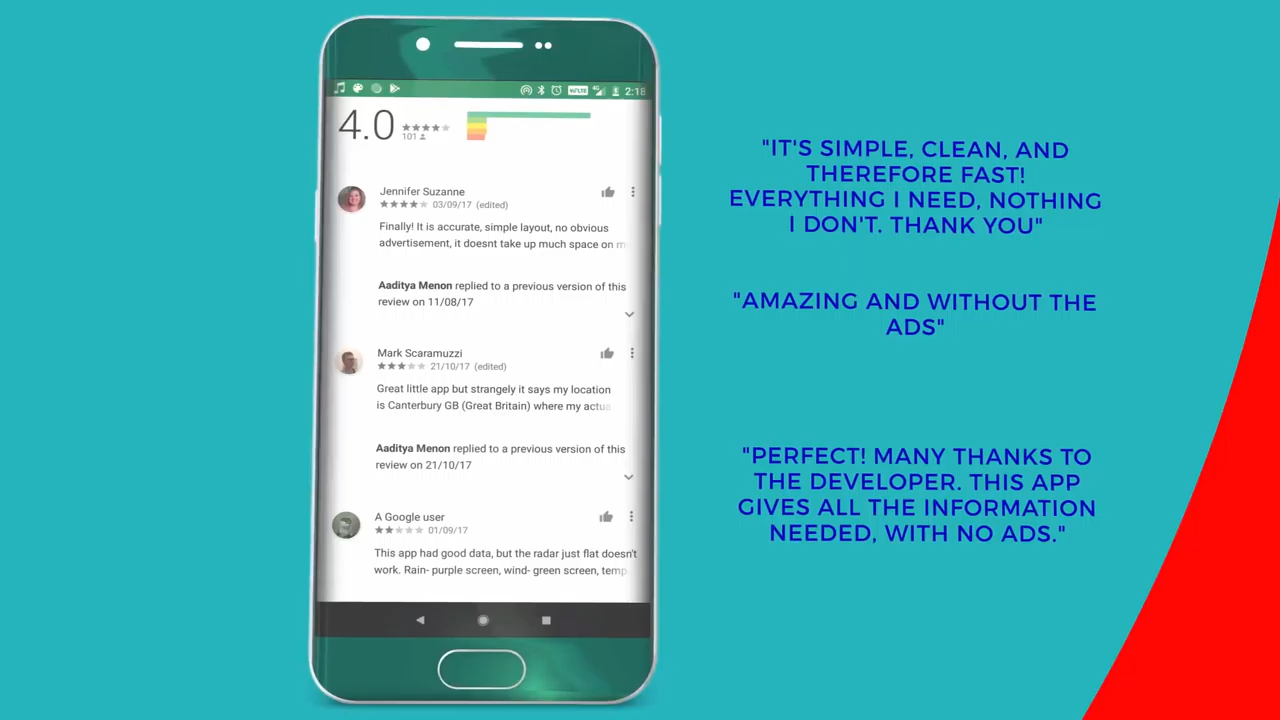 2:18
4.0
101
Jennifer Suzanne
03/09/17 (edited)
Finally! It is accurate, simple layout, no obvious
advertisement, it doesnt take up much space on m
Aaditya Menon replied to a previous version of this
review on 11/08/17
Mark Scaramuzzi
21/10/17 (edited)
Great little app but strangely it says my location
is Canterbury GB (Great Britain) where my actua
Aaditya Menon replied to a previous version of this
review on 21/10/17
A Google user
01/09/17
This app had good data, but the radar just flat doesn't
work. Rain- purple screen, wind- green screen, temp
"IT'S SIMPLE, CLEAN, AND
THEREFORE FAST!
EVERYTHING I NEED, NOTHING
I DON'T. THANK YOU"
"AMAZING AND WITHOUT THE
ADS"
"PERFECT! MANY THANKS TO
THE DEVELOPER. THIS APP
GIVES ALL THE INFORMATION
NEEDED, WITH NO ADS."